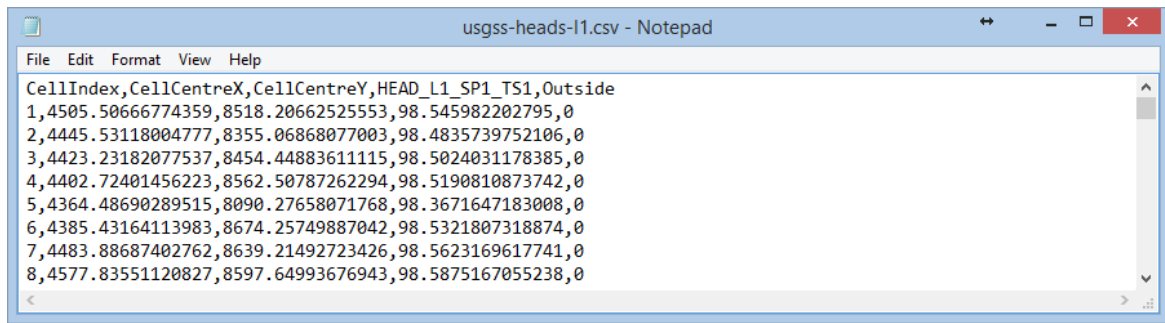 usgss-heads-l1.csv - Notepad
File Edit Format View Help
CellIndex,CellCentreX,CellCentreY,HEAD_L1_SP1_TS1,Outside
1,4505.50666774359,8518.20662525553,98.545982202795,0
2,4445.53118004777,8355.06868077003,98.4835739752106,0
3,4423.23182077537,8454.44883611115,98.5024031178385,0
4,4402.72401456223,8562.50787262294,98.5190810873742,0
5,4364.48690289515,8090.27658071768,98.3671647183008,0
6,4385.43164113983,8674.25749887042,98.5321807318874,0
7,4483.88687402762,8639.21492723426,98.5623169617741,0
8,4577.83551120827,8597.64993676943,98.5875167055238,0